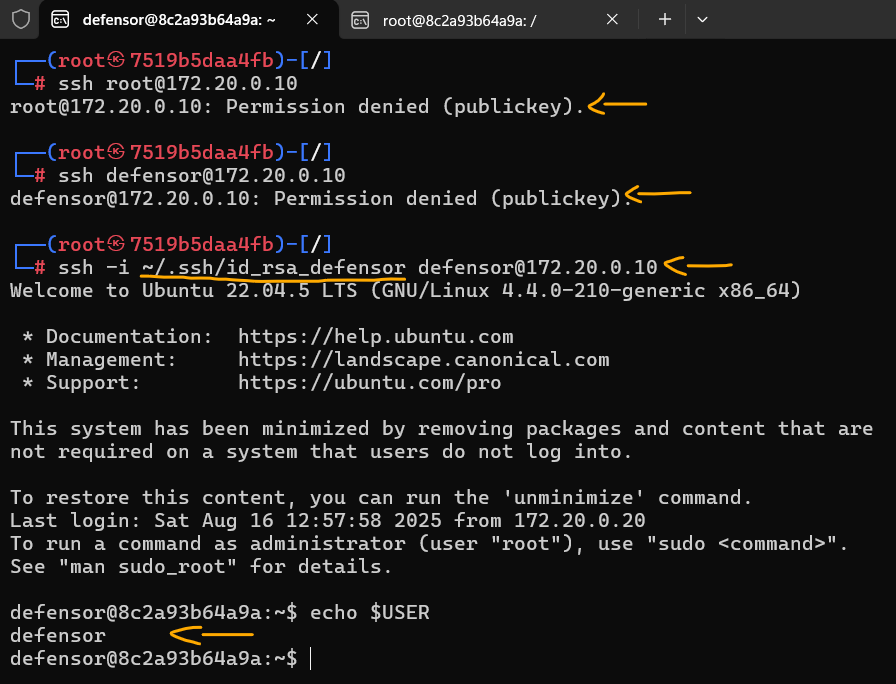 defensor@8c2a93b64a9a: ~
root@8c2a93b64a9a: /
┌──(root㉿7519b5daa4fb)-[/]
└─# ssh root@172.20.0.10
root@172.20.0.10: Permission denied (publickey).
┌──(root㉿7519b5daa4fb)-[/]
└─# ssh defensor@172.20.0.10
defensor@172.20.0.10: Permission denied (publickey).
┌──(root㉿7519b5daa4fb)-[/]
└─# ssh -i ~/.ssh/id_rsa_defensor defensor@172.20.0.10
Welcome to Ubuntu 22.04.5 LTS (GNU/Linux 4.4.0-210-generic x86_64)
* Documentation:  https://help.ubuntu.com
* Management:     https://landscape.canonical.com
* Support:        https://ubuntu.com/pro
This system has been minimized by removing packages and content that are
not required on a system that users do not log into.
To restore this content, you can run the 'unminimize' command.
Last login: Sat Aug 16 12:57:58 2025 from 172.20.0.20
To run a command as administrator (user "root"), use "sudo <command>".
See "man sudo_root" for details.
defensor@8c2a93b64a9a:~$ echo $USER
defensor
defensor@8c2a93b64a9a:~$